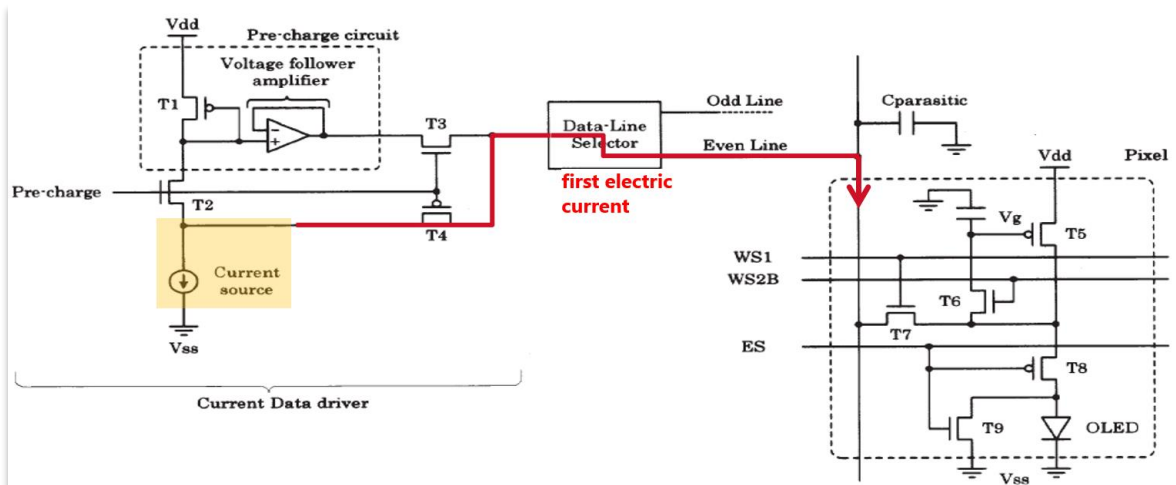 Vdd
Pre-charge circuit
Voltage follower
amplifier
T1
-
+
T3
Data-Line
Selector
Odd Line
Even Line
Cparasitic
Vdd
Pixel
first electric
current
Pre-charge
T2
T4
Vg
T5
Current
source
WS1
WS2B
T6
T7
Vss
ES
T8
Current Data driver
T9
OLED
Vss